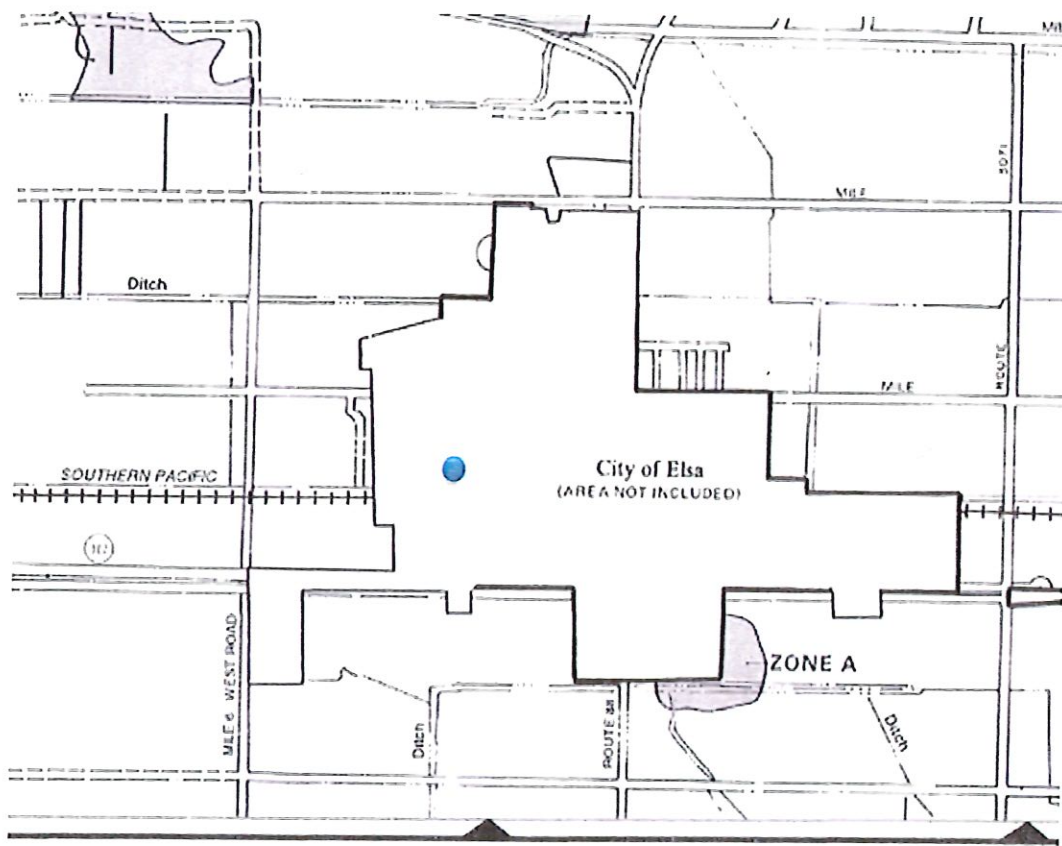 Mil
MILE
Ditch
ROUTE
MILE
SOUTHERN PACIFIC
City of Elsa
(AREA NOT INCLUDED)
MILE 6 WEST ROAD
ZONE A
Ditch
ROUTE 88
Ditch